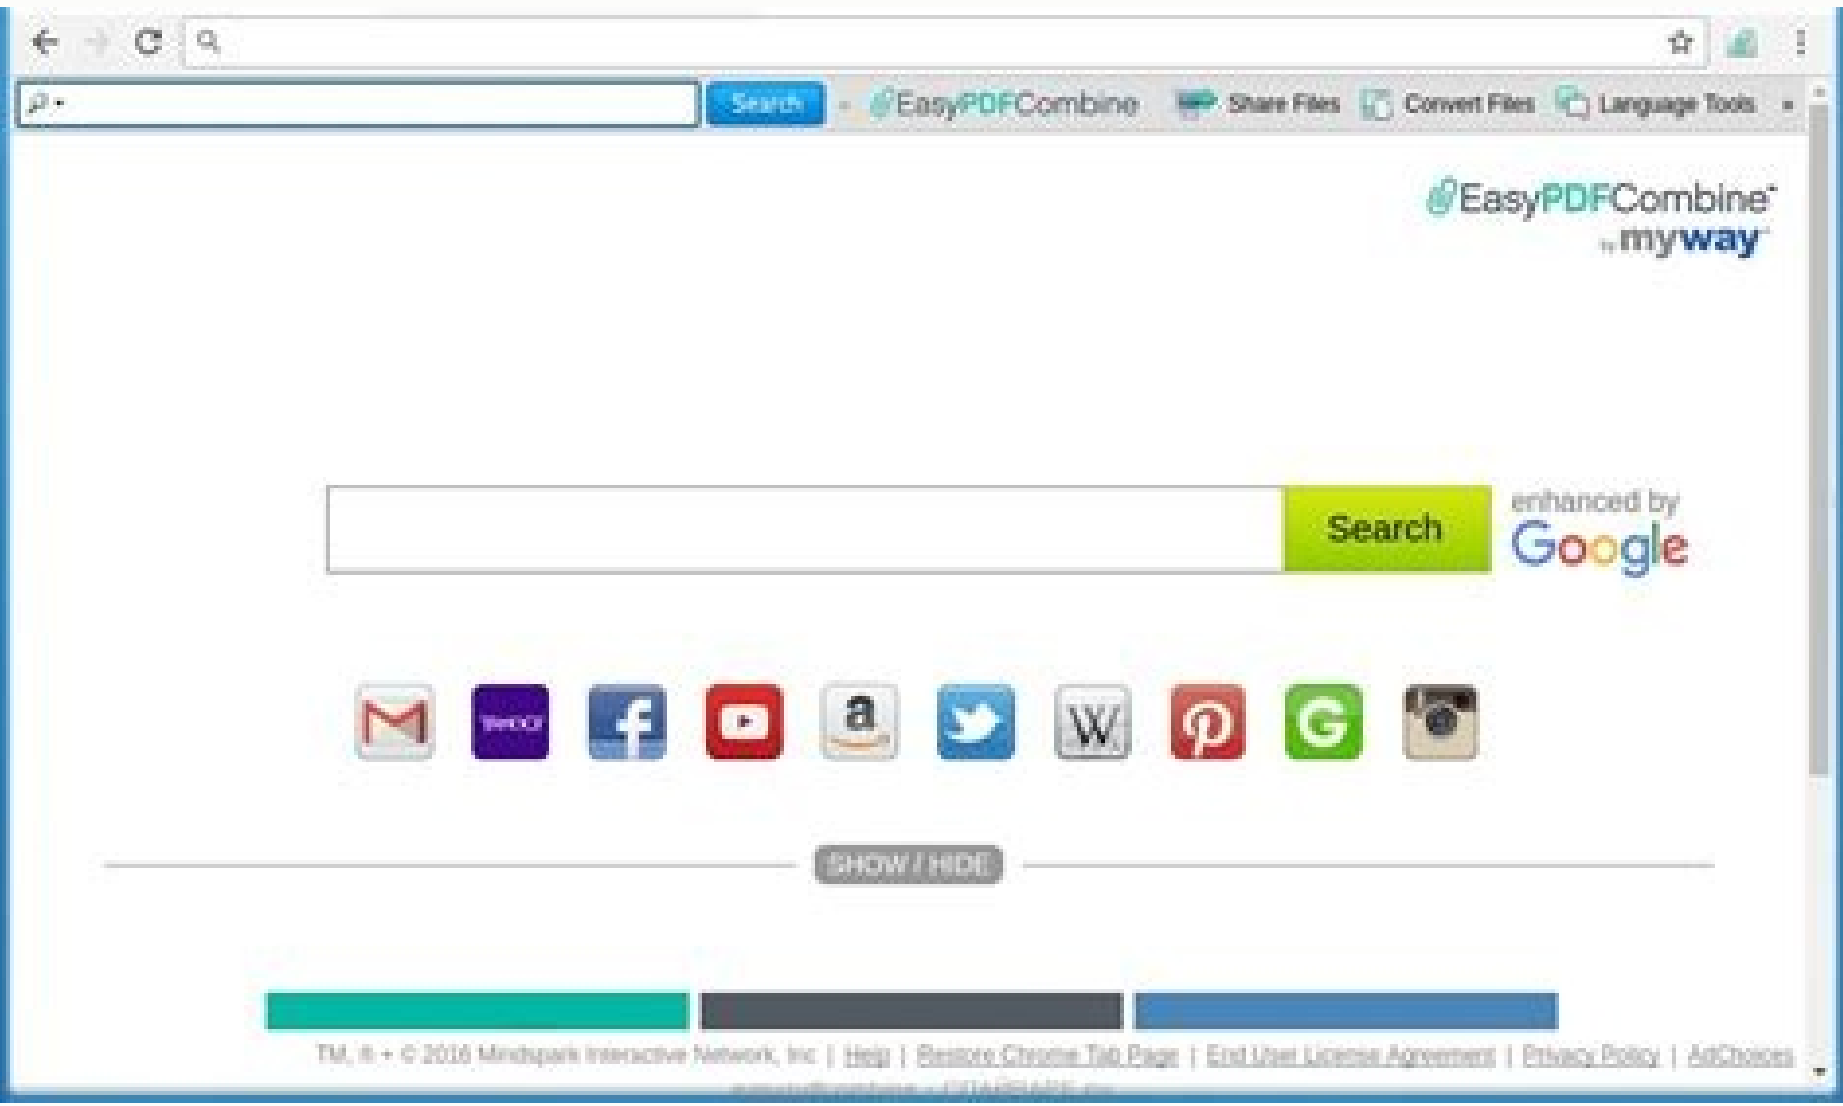 Search EasyPDFCombine Share Files Convert Files Language Tools »
EasyPDFCombine
by myway
Search
enhanced by
Google
YAHOO!
a
W
G
SHOW / HIDE
TM, ® + © 2016 Mindspark Interactive Network, Inc | Help | Restore Chrome Tab Page | End User License Agreement | Privacy Policy | AdChoices